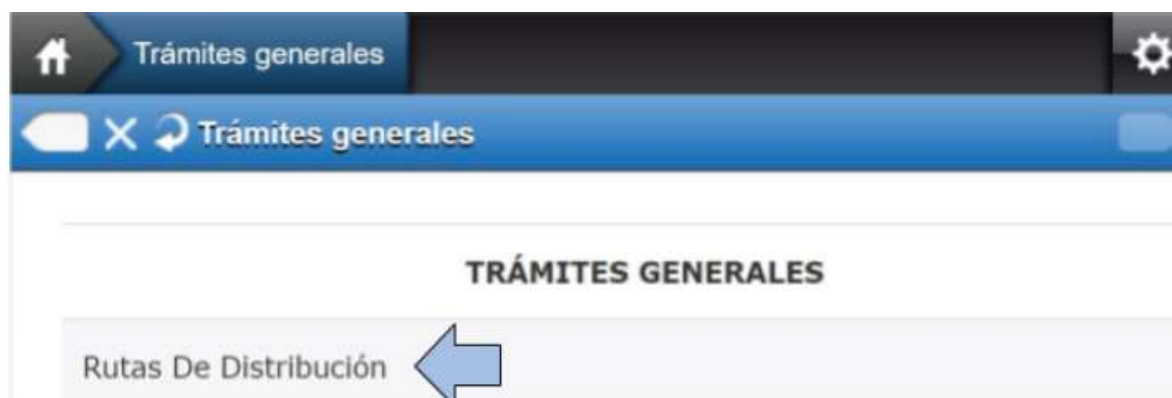 Trámites generales
Trámites generales
TRÁMITES GENERALES
Rutas De Distribución